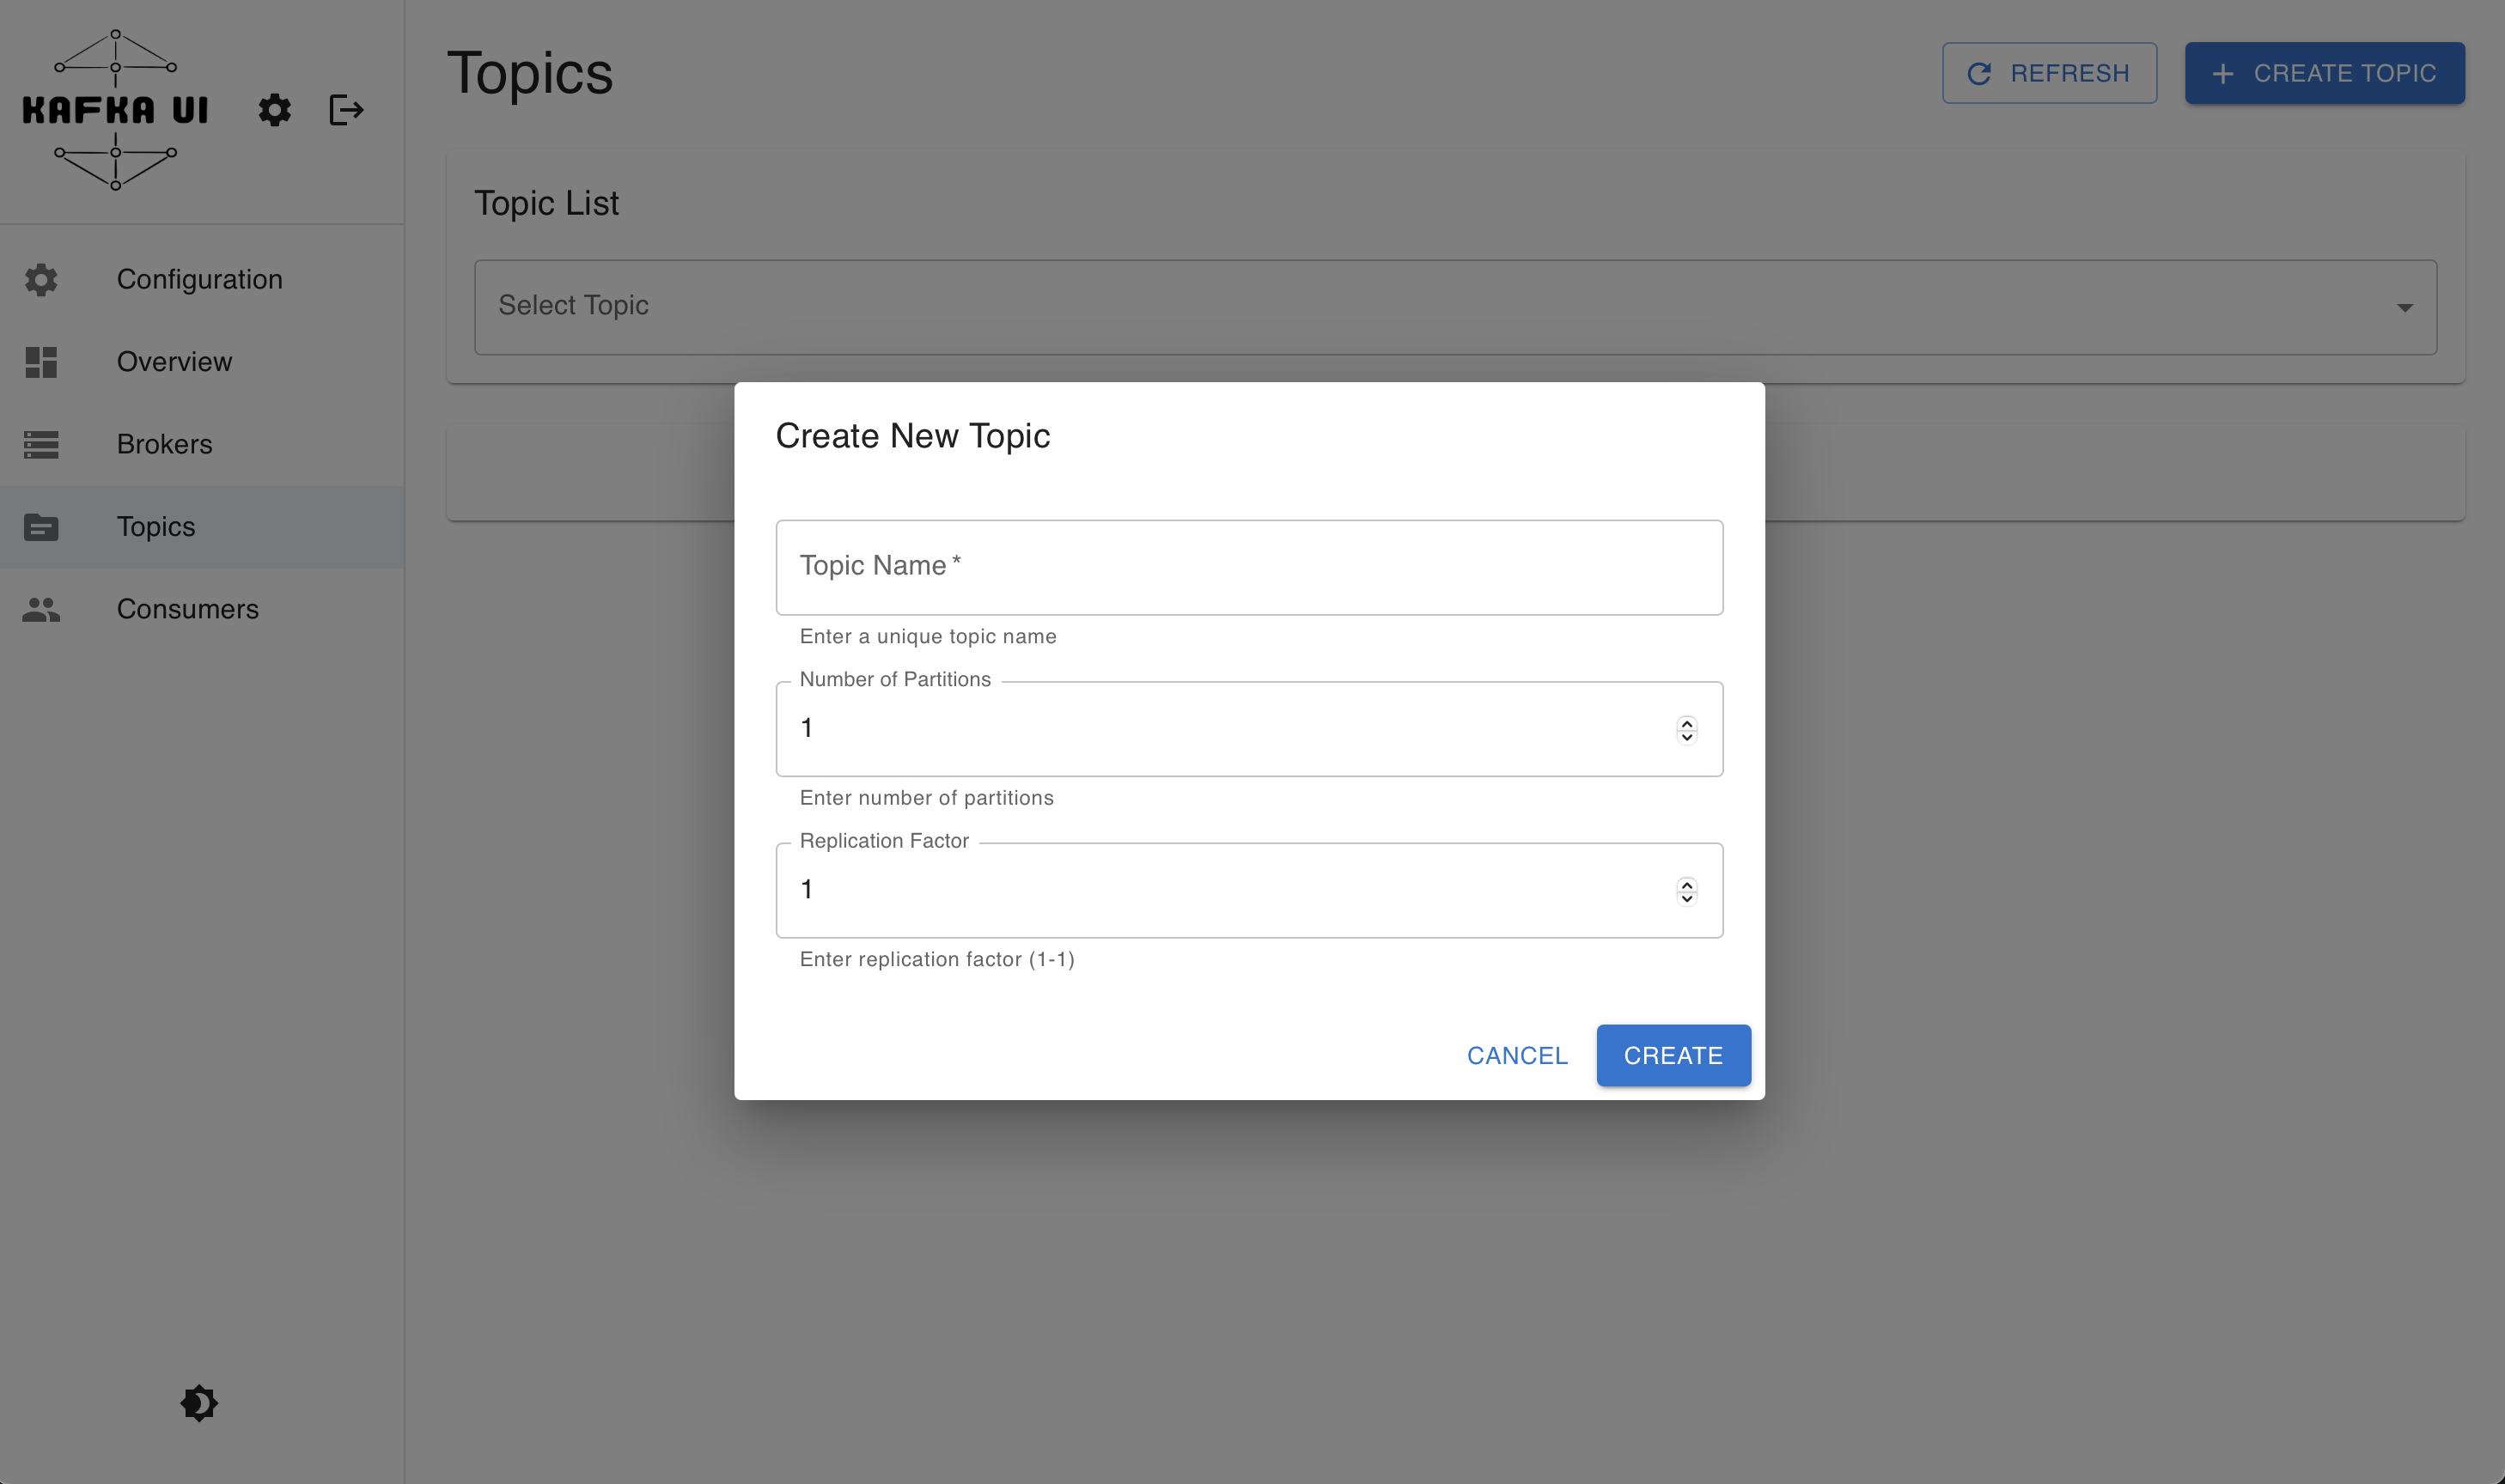 KAFKA UI
Configuration
Overview
Brokers
Topics
Consumers
Topics
REFRESH
CREATE TOPIC
Topic List
Select Topic
Create New Topic
Topic Name *
Enter a unique topic name
Number of Partitions
1
Enter number of partitions
Replication Factor
1
Enter replication factor (1-1)
CANCEL
CREATE